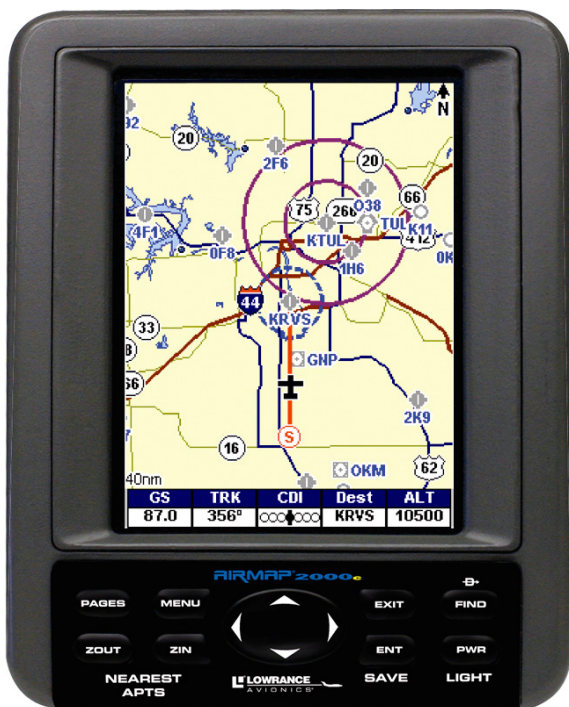 N
92
20
2F6
20
O38
66
75
266
TUL
K11
4F1
0F8
KTUL
412
1H6
0K
44
KRVS
33
8
GNP
66
2K9
S
16
OKM
62
40nm
GS TRK CDI Dest ALT
87.0 356° KRVS 10500
AIRMAP® 2000c
PAGES MENU EXIT FIND
ZOUT ZIN ENT PWR
NEAREST
APTS
LOWRANCE
AVIONICS®
SAVE LIGHT